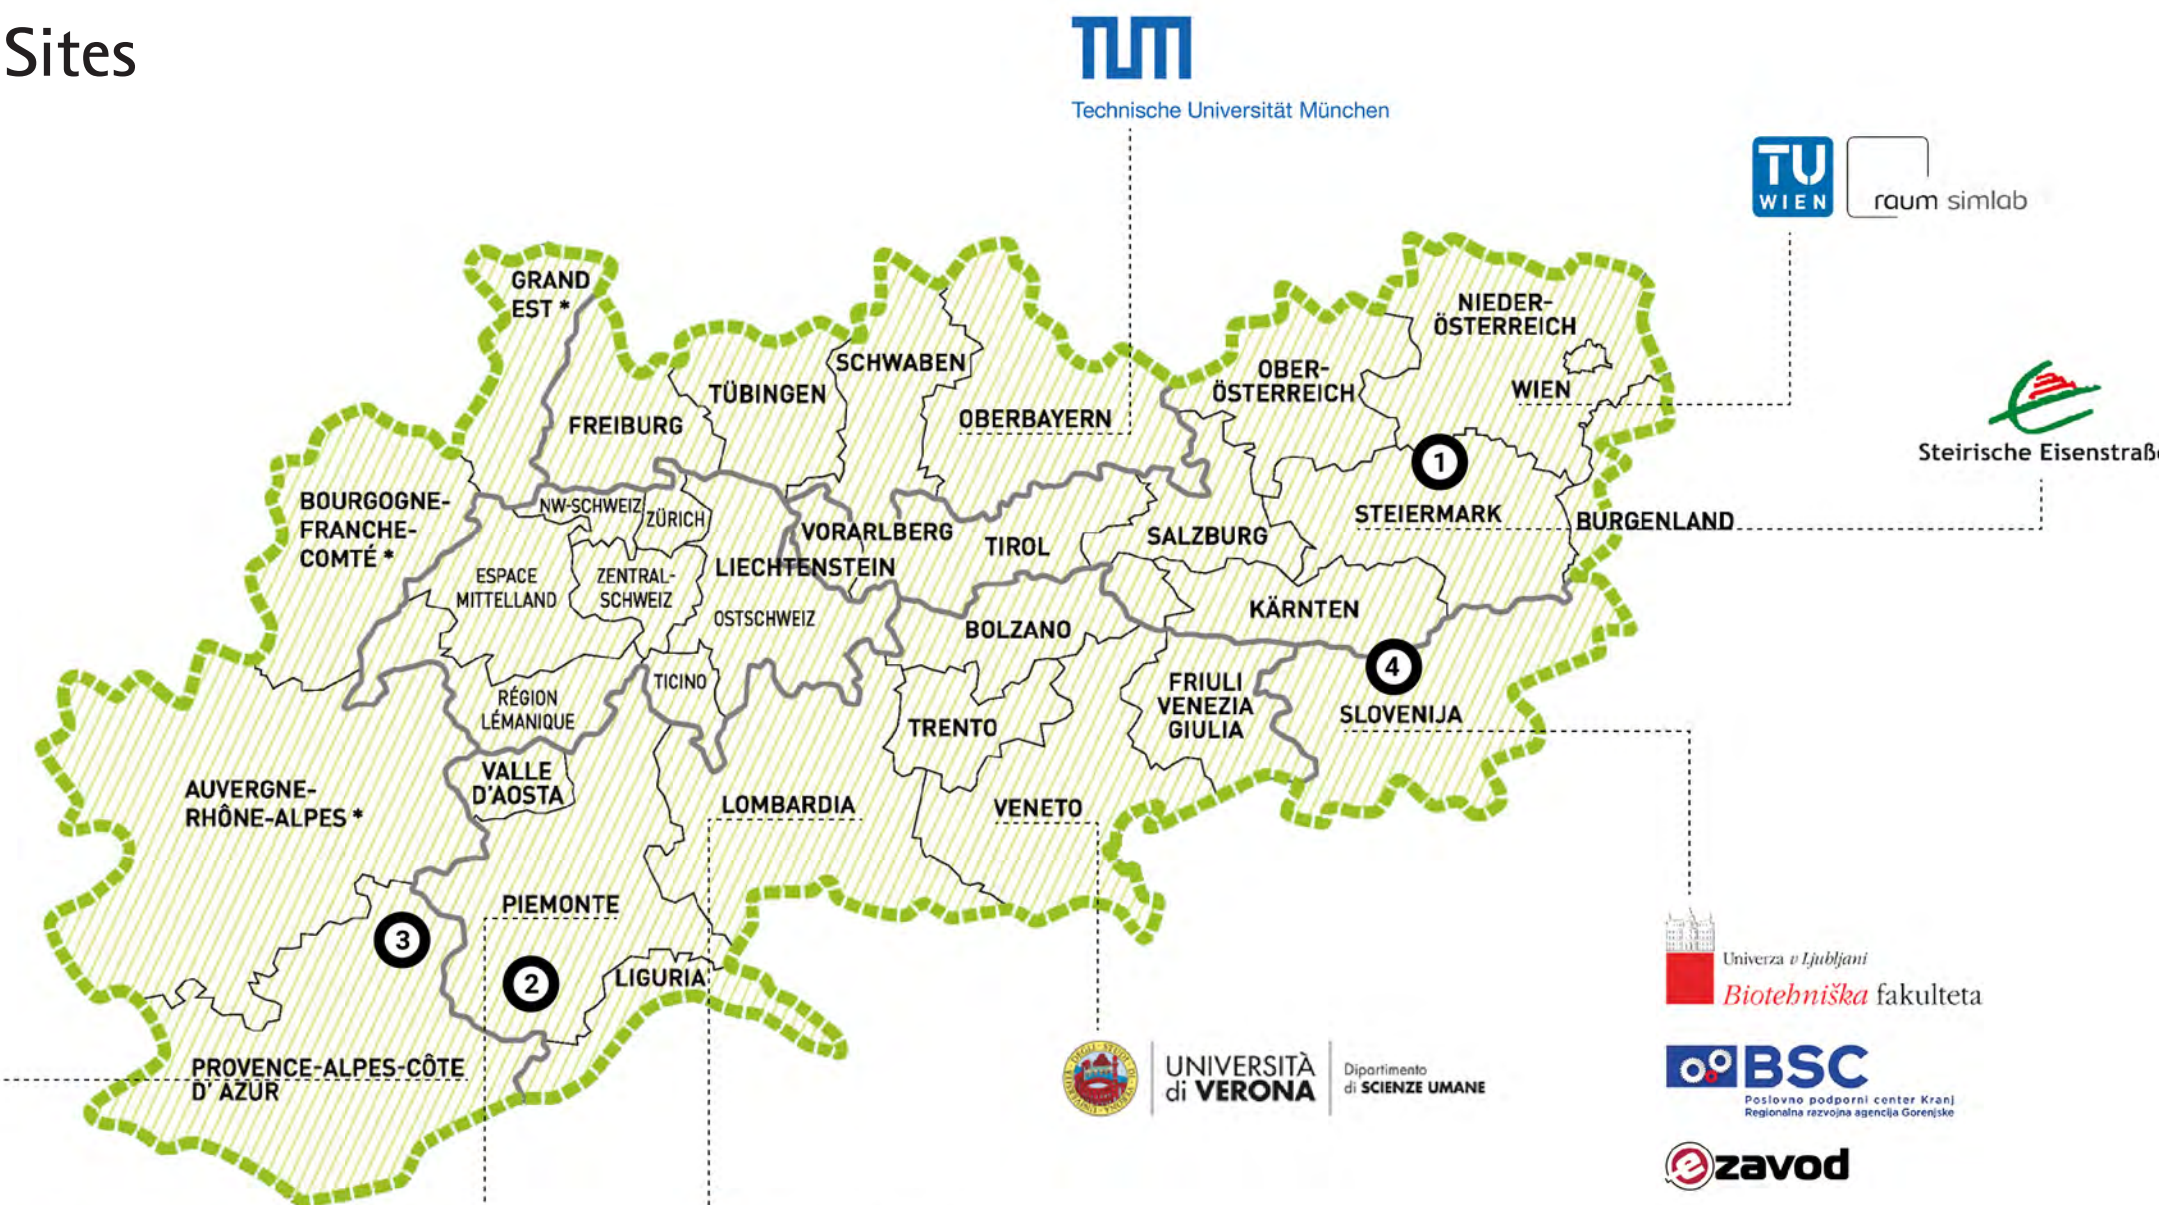 Sites
TUM
Technische Universität München
TU
WIEN
raum simlab
GRAND
EST *
NIEDER-
ÖSTERREICH
SCHWABEN
OBER-
ÖSTERREICH
TÜBINGEN
WIEN
OBERBAYERN
FREIBURG
Steirische Eisenstraß
1
BOURGOGNE-
FRANCHE-
COMTÉ *
NW-SCHWEIZ
ZÜRICH
VORARLBERG
STEIERMARK
BURGENLAND
TIROL
SALZBURG
LIECHTENSTEIN
ESPACE
MITTELLAND
ZENTRAL-
SCHWEIZ
OSTSCHWEIZ
KÄRNTEN
BOLZANO
4
TICINO
FRIULI
VENEZIA
GIULIA
RÉGION
LÉMANIQUE
SLOVENIJA
TRENTO
VALLE
D'AOSTA
AUVERGNE-
RHÔNE-ALPES *
LOMBARDIA
VENETO
PIEMONTE
3
2
LIGURIA
Univerza v Ljubljani
Biotehniška fakulteta
PROVENCE-ALPES-CÔTE
D' AZUR
UNIVERSITÀ
di VERONA
Dipartimento
di SCIENZE UMANE
BSC
Poslovno podporni center Kranj
Regionalna razvojna agencija Gorenjske
e zavod